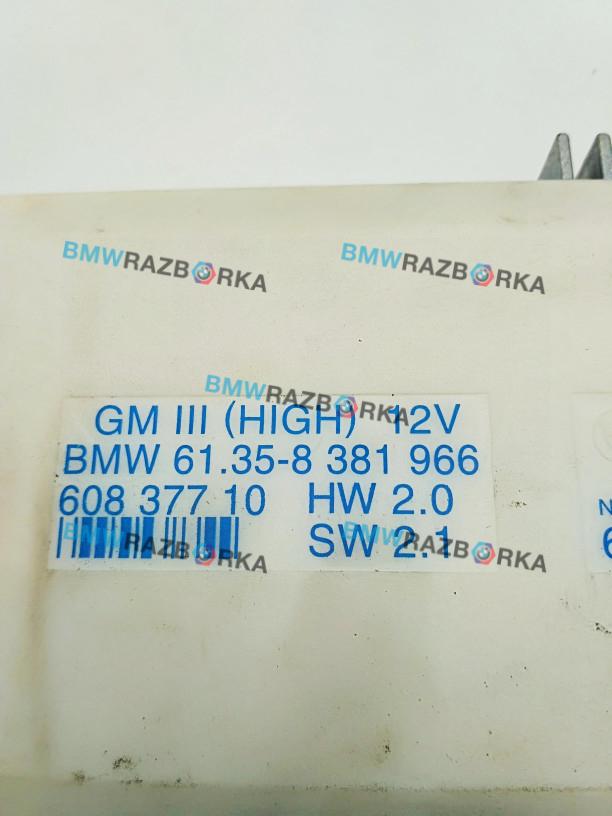 BMWRAZBORKA
BMWRAZBORKA
BMWRAZBORKA
GM III (HIGH) 12V
BMW 61.35-8 381 966
608 377 10 HW 2.0
SW 2.1
BMWRAZBORKA
BMWRAZBORKA
N
6